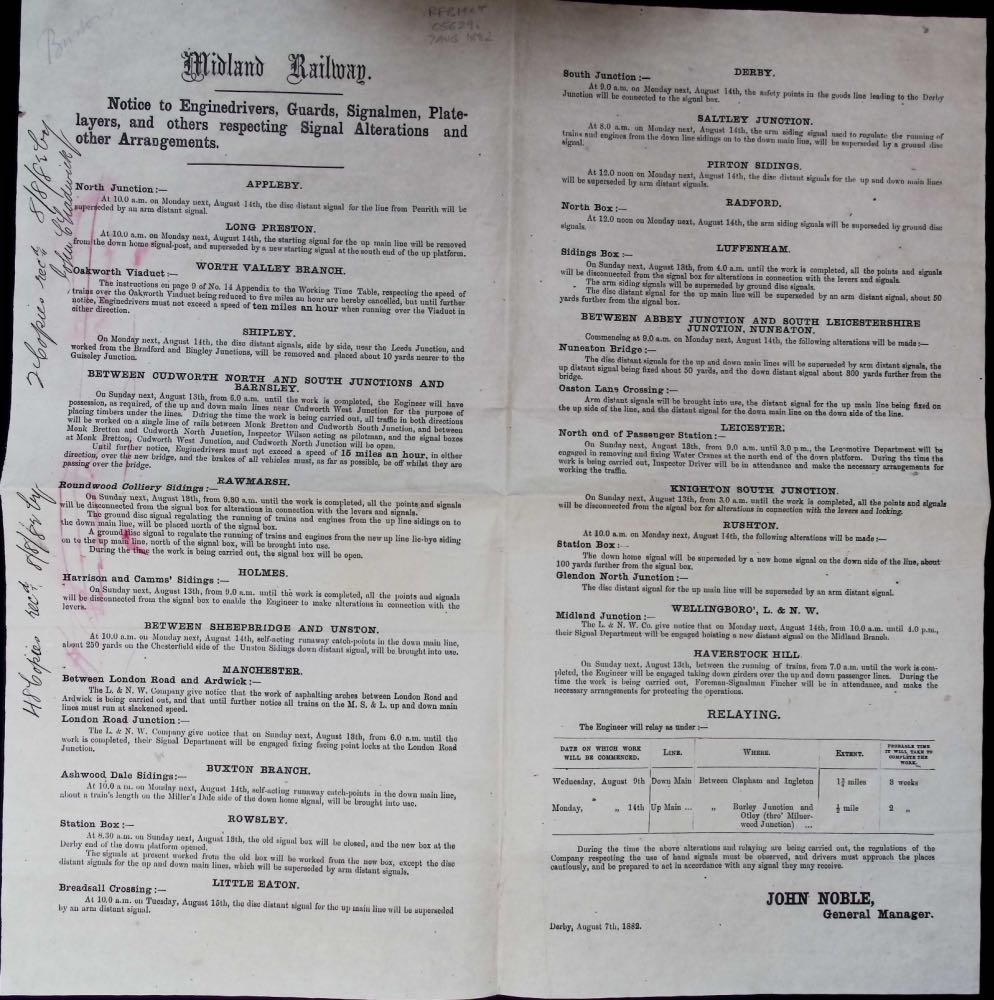 Midland Railway.
Notice to Enginedrivers, Guards, Signalmen, Plate-
layers, and others respecting Signal Alterations and
other Arrangements.
APPLEBY.
North Junction:—
At 10.0 a.m. on Monday next, August 14th, the disc distant signal for the line from Penrith will be
superseded by an arm distant signal.
LONG PRESTON.
At 10.0 a.m. on Monday next, August 14th, the starting signal for the up main line will be removed
from the down home signal-post, and superseded by a new starting signal at the south end of the up platform.
WORTH VALLEY BRANCH.
Oakworth Viaduct:—
The instructions on page 9 of No. 14 Appendix to the Working Time Table, respecting the speed of
trains over the Oakworth Viaduct being reduced to five miles an hour are hereby cancelled, but until further
notice, Enginedrivers must not exceed a speed of ten miles an hour when running over the Viaduct in
either direction.
SHIPLEY.
On Monday next, August 14th, the disc distant signals, side by side, near the Leeds Junction, and
worked from the Bradford and Bingley Junctions, will be removed and placed about 10 yards nearer to the
Guiseley Junction.
BETWEEN CUDWORTH NORTH AND SOUTH JUNCTIONS AND
BARNSLEY.
On Sunday next, August 13th, from 6.0 a.m. until the work is completed, the Engineer will have
possession, as required, of the up and down main lines near Cudworth West Junction for the purpose of
placing timbers under the lines. During the time the work is being carried out, all traffic in both directions
will be worked on a single line of rails between Monk Bretton and Cudworth South Junction, and between
Monk Bretton and Cudworth North Junction, Inspector Wilson acting as pilotman, and the signal boxes
at Monk Bretton, Cudworth West Junction, and Cudworth North Junction will be open.
Until further notice, Enginedrivers must not exceed a speed of 15 miles an hour, in either
direction, over the new bridge, and the brakes of all vehicles must, as far as possible, be off whilst they are
passing over the bridge.
RAWMARSH.
Roundwood Colliery Sidings:—
On Sunday next, August 13th, from 9.30 a.m. until the work is completed, all the points and signals
will be disconnected from the signal box for alterations in connection with the levers and signals.
The ground disc signal regulating the running of trains and engines from the up line sidings on to
the down main line, will be placed north of the signal box.
A ground disc signal to regulate the running of trains and engines from the new up line lie-bye siding
on to the up main line, north of the signal box, will be brought into use.
During the time the work is being carried out, the signal box will be open.
HOLMES.
Harrison and Camms' Sidings:—
On Sunday next, August 13th, from 9.0 a.m. until the work is completed, all the points and signals
will be disconnected from the signal box to enable the Engineer to make alterations in connection with the
levers.
BETWEEN SHEEPBRIDGE AND UNSTON.
At 10.0 a.m. on Monday next, August 14th, self-acting runaway catch-points in the down main line,
about 250 yards on the Chesterfield side of the Unston Sidings down distant signal, will be brought into use.
MANCHESTER.
Between London Road and Ardwick:—
The L. & N. W. Company give notice that the work of asphalting arches between London Road and
Ardwick is being carried out, and that until further notice all trains on the M. S. & L. up and down main
lines must run at slackened speed.
London Road Junction:—
The L. & N. W. Company give notice that on Sunday next, August 13th, from 6.0 a.m. until the
work is completed, their Signal Department will be engaged fixing facing point locks at the London Road
Junction.
BUXTON BRANCH.
Ashwood Dale Sidings:—
At 10.0 a.m. on Monday next, August 14th, self-acting runaway catch-points in the down main line,
about a train's length on the Miller's Dale side of the down home signal, will be brought into use.
ROWSLEY.
Station Box:—
At 8.30 a.m. on Sunday next, August 13th, the old signal box will be closed, and the new box at the
Derby end of the down platform opened.
The signals at present worked from the old box will be worked from the new box, except the disc
distant signals for the up and down main lines, which will be superseded by arm distant signals.
LITTLE EATON.
Breadsall Crossing:—
At 10.0 a.m. on Tuesday, August 15th, the disc distant signal for the up main line will be superseded
by an arm distant signal.
2 Copies recd 8/8/82 by
48 Copies recd 8/8/82 by
DERBY.
South Junction:—
At 9.0 a.m. on Monday next, August 14th, the safety points in the goods line leading to the Derby
Junction will be connected to the signal box.
SALTLEY JUNCTION.
At 8.0 a.m. on Monday next, August 14th, the arm siding signal used to regulate the running of
trains and engines from the down line sidings on to the down main line, will be superseded by a ground disc
signal.
PIRTON SIDINGS.
At 12.0 noon on Monday next, August 14th, the disc distant signals for the up and down main lines
will be superseded by arm distant signals.
RADFORD.
North Box:—
At 12.0 noon on Monday next, August 14th, the arm siding signals will be superseded by ground disc
signals.
LUFFENHAM.
Sidings Box:—
On Sunday next, August 13th, from 4.0 a.m. until the work is completed, all the points and signals
will be disconnected from the signal box for alterations in connection with the levers and signals.
The arm siding signals will be superseded by ground disc signals.
The disc distant signal for the up main line will be superseded by an arm distant signal, about 50
yards further from the signal box.
BETWEEN ABBEY JUNCTION AND SOUTH LEICESTERSHIRE
JUNCTION, NUNEATON.
Commencing at 9.0 a.m. on Monday next, August 14th, the following alterations will be made:—
Nuneaton Bridge:—
The disc distant signals for the up and down main lines will be superseded by arm distant signals, the
up distant signal being fixed about 50 yards, and the down distant signal about 300 yards further from the
bridge.
Oaston Lane Crossing:—
Arm distant signals will be brought into use, the distant signal for the up main line being fixed on
the up side of the line, and the distant signal for the down main line on the down side of the line.
LEICESTER.
North end of Passenger Station:—
On Sunday next, August 13th, from 9.0 a.m. until 3.0 p.m., the Locomotive Department will be
engaged in removing and fixing Water Cranes at the north end of the down platform. During the time the
work is being carried out, Inspector Driver will be in attendance and make the necessary arrangements for
working the traffic.
KNIGHTON SOUTH JUNCTION.
On Sunday next, August 13th, from 3.0 a.m. until the work is completed, all the points and signals
will be disconnected from the signal box for alterations in connection with the levers and locking.
RUSHTON.
At 10.0 a.m. on Monday next, August 14th, the following alterations will be made:—
Station Box:—
The down home signal will be superseded by a new home signal on the down side of the line, about
100 yards further from the signal box.
Glendon North Junction:—
The disc distant signal for the up main line will be superseded by an arm distant signal.
WELLINGBORO', L. & N. W.
Midland Junction:—
The L. & N. W. Co. give notice that on Monday next, August 14th, from 10.0 a.m. until 4.0 p.m.,
their Signal Department will be engaged hoisting a new distant signal on the Midland Branch.
HAVERSTOCK HILL
On Sunday next, August 13th, between the running of trains, from 7.0 a.m. until the work is com-
pleted, the Engineer will be engaged taking down girders over the up and down passenger lines. During the
time the work is being carried out, Foreman-Signalman Fincher will be in attendance, and make the
necessary arrangements for protecting the operations.
RELAYING.
The Engineer will relay as under:—
DATE ON WHICH WORK WILL BE COMMENCED. LINE. WHERE. EXTENT. PROBABLE TIME IT WILL TAKE TO COMPLETE THE WORK.
Wednesday, August 9th Down Main Between Clapham and Ingleton 1¾ miles 3 weeks
Monday, „ 14th Up Main ... „ Burley Junction and ½ mile 2 „
Otley (thro' Milner-
wood Junction) ...
During the time the above alterations and relaying are being carried out, the regulations of the
Company respecting the use of hand signals must be observed, and drivers must approach the places
cautiously, and be prepared to act in accordance with any signal they may receive.
JOHN NOBLE,
General Manager.
Derby, August 7th, 1882.